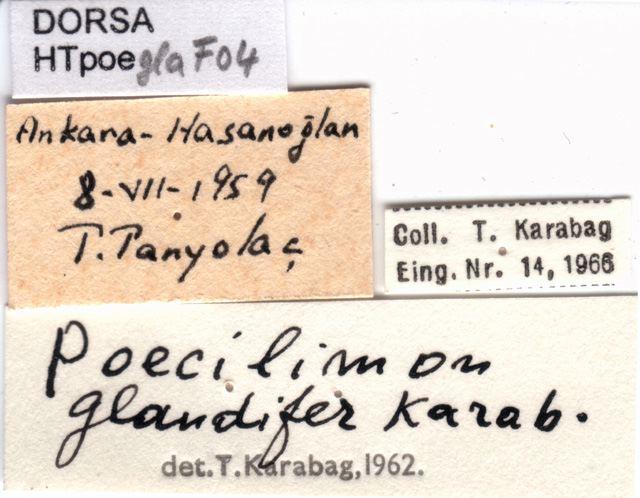 DORSA
HTpoeglaF04
Ankara-Hasanoğlan
8-VII-1959
T.Tanyolaç
Coll. T. Karabag
Eing. Nr. 14, 1966
Poecilimon
glandifer Karab.
det.T.Karabag,1962.